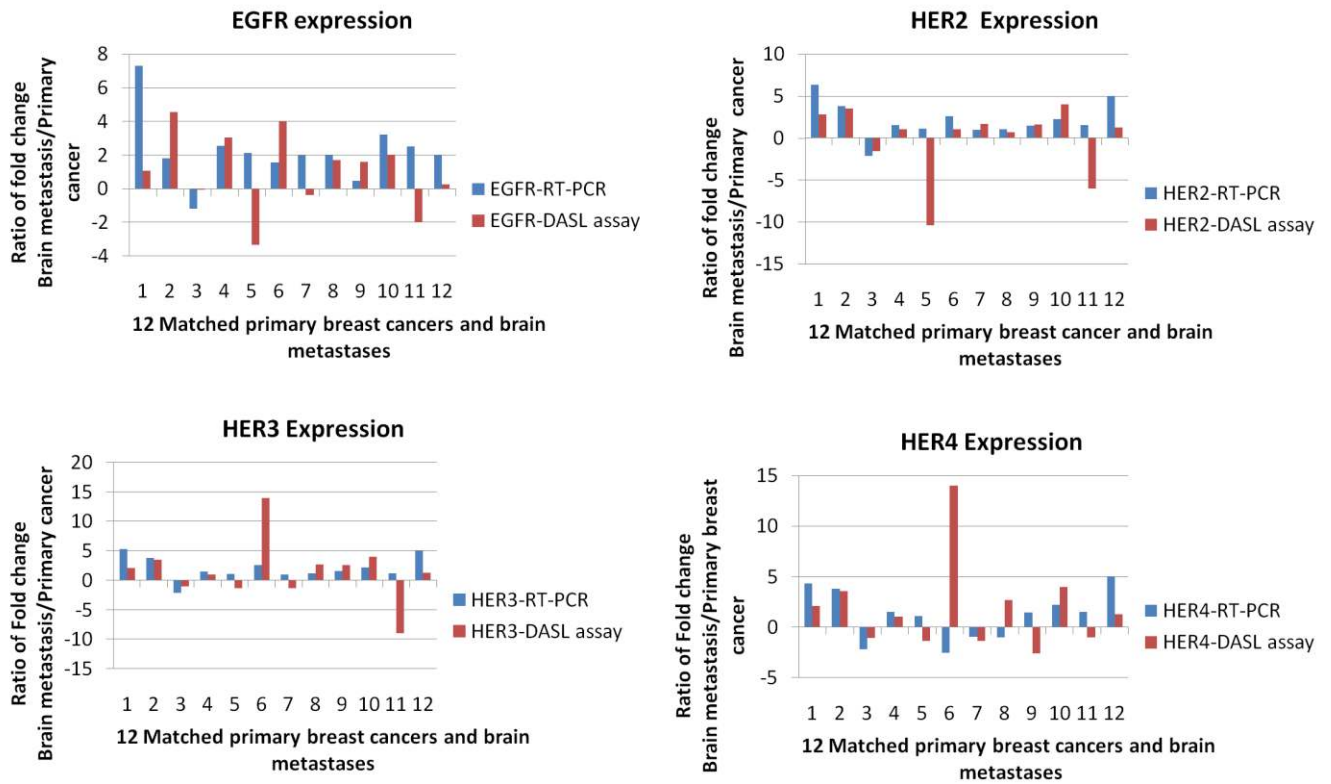 EGFR Expression
Ratio of fold change
Brain metastasis/Primary
cancer
8
6
4
2
0
-2
-4
1 2 3 4 5 6 7 8 9 10 11 12
12 Matched primary breast cancers and brain
metastases
EGFR-RT-PCR
EGFR-DASL assay
HER2 Expression
Ratio of fold change
Brain metastasis/Primary cancer
10
5
0
-5
-10
-15
1 2 3 4 5 6 7 8 9 10 11 12
12 Matched primary breast cancer and brain
metastases
HER2-RT-PCR
HER2-DASL assay
HER3 Expression
Ratio of Fold change
Brain metastasis/Primary cancer
20
15
10
5
0
-5
-10
-15
1 2 3 4 5 6 7 8 9 10 11 12
12 Matched primary breast cancers and brain
metastases
HER3-RT-PCR
HER3-DASL assay
HER4 Expression
Ratio of Fold change
Brain metastasis/Primary breast
cancer
15
10
5
0
-5
1 2 3 4 5 6 7 8 9 10 11 12
12 Matched primary breast cancers and brain
metastases
HER4-RT-PCR
HER4-DASL assay